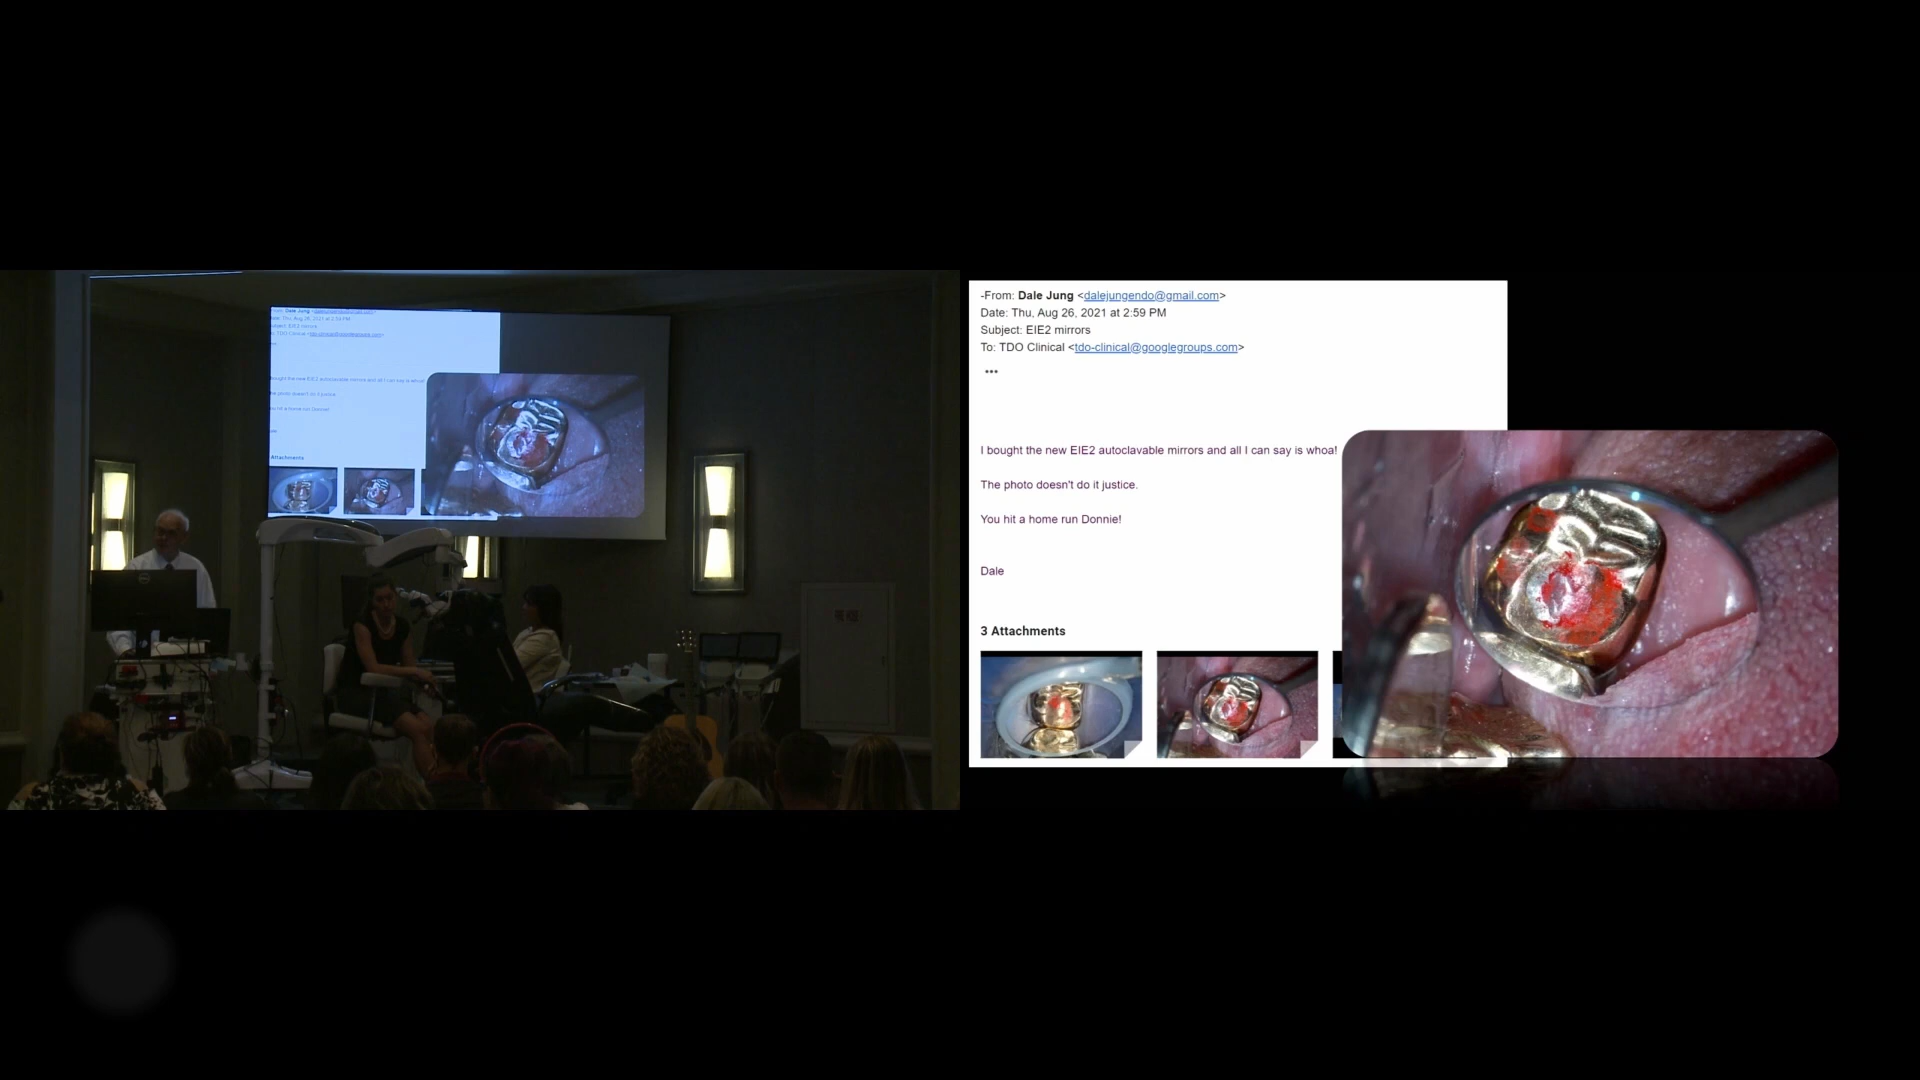 -From: Dale Jung <dalejungendo@gmail.com>
Date: Thu, Aug 26, 2021 at 2:59 PM
Subject: EIE2 mirrors
To: TDO Clinical <tdo-clinical@googlegroups.com>
•••
I bought the new EIE2 autoclavable mirrors and all I can say is whoa!
The photo doesn't do it justice.
You hit a home run Donnie!
Dale
3 Attachments